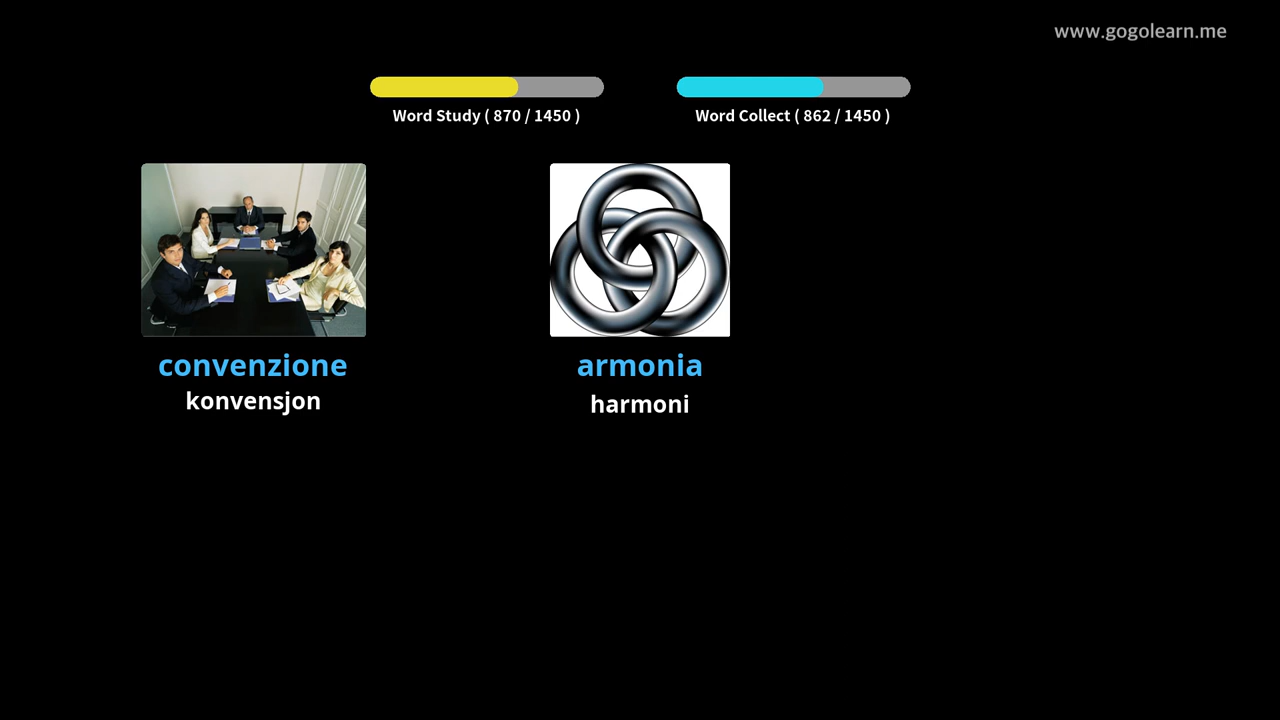 www.gogolearn.me
Word Study ( 870 / 1450 )
Word Collect ( 862 / 1450 )
convenzione
konvensjon
armonia
harmoni